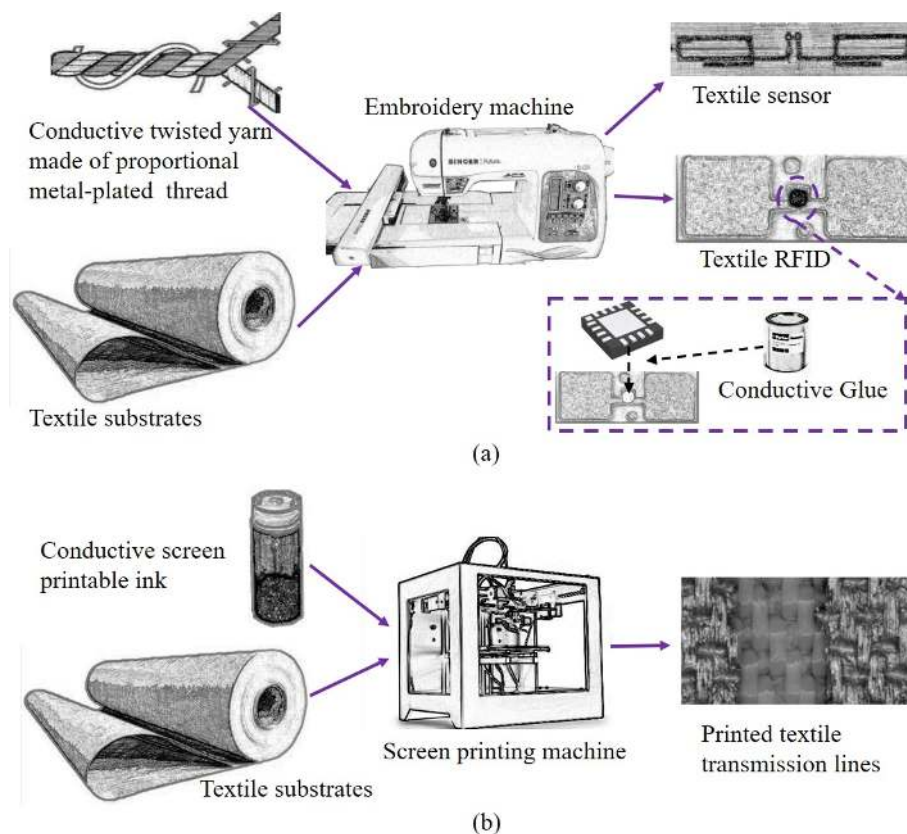 Conductive twisted yarn
made of proportional
metal-plated thread
Embroidery machine
SINGER
Textile sensor
Textile RFID
Textile substrates
Conductive Glue
(a)
Conductive screen
printable ink
Textile substrates
Screen printing machine
Printed textile
transmission lines
(b)